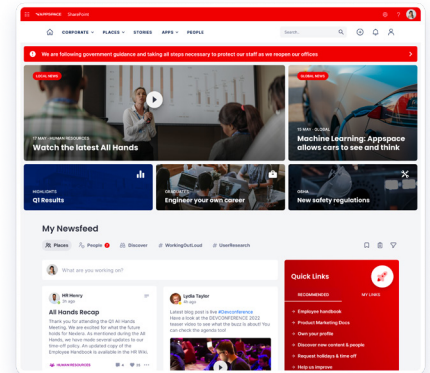 APPSPACE SharePoint
CORPORATE PLACES STORIES APPS PEOPLE
Search...
We are following government guidance and taking all steps necessary to protect our staff as we reopen our offices
LOCAL NEWS
17 MAY · HUMAN RESOURCES
Watch the latest All Hands
GLOBAL NEWS
15 MAY · GLOBAL
Machine Learning: Appspace
allows cars to see and think
HIGHLIGHTS
Q1 Results
GRADUATES
Engineer your own career
OSHA
New safety regulations
My Newsfeed
Places
People
Discover
# WorkingOutLoud
# UserResearch
What are you working on?
HR Henry
3h ago
All Hands Recap
Thank you for attending the Q1 All-Hands
Meeting. We are excited for what the future
holds for Naviera. As mentioned during the All
Hands, we have made several updates to our
time-off policy. An updated copy of the
Employee Handbook is available in the HR Wiki.
HUMAN RESOURCES
Lydia Taylor
4h ago
Latest blog post is live #Devconference
Have a look at the DEVCONFERENCE 2022
teaser video to see what the buzz is about! You
can check the agenda too!
Quick Links
RECOMMENDED
MY LINKS
Employee handbook
Product Marketing Docs
Own your profile
Discover new content & people
Request holidays & time off
Help us improve